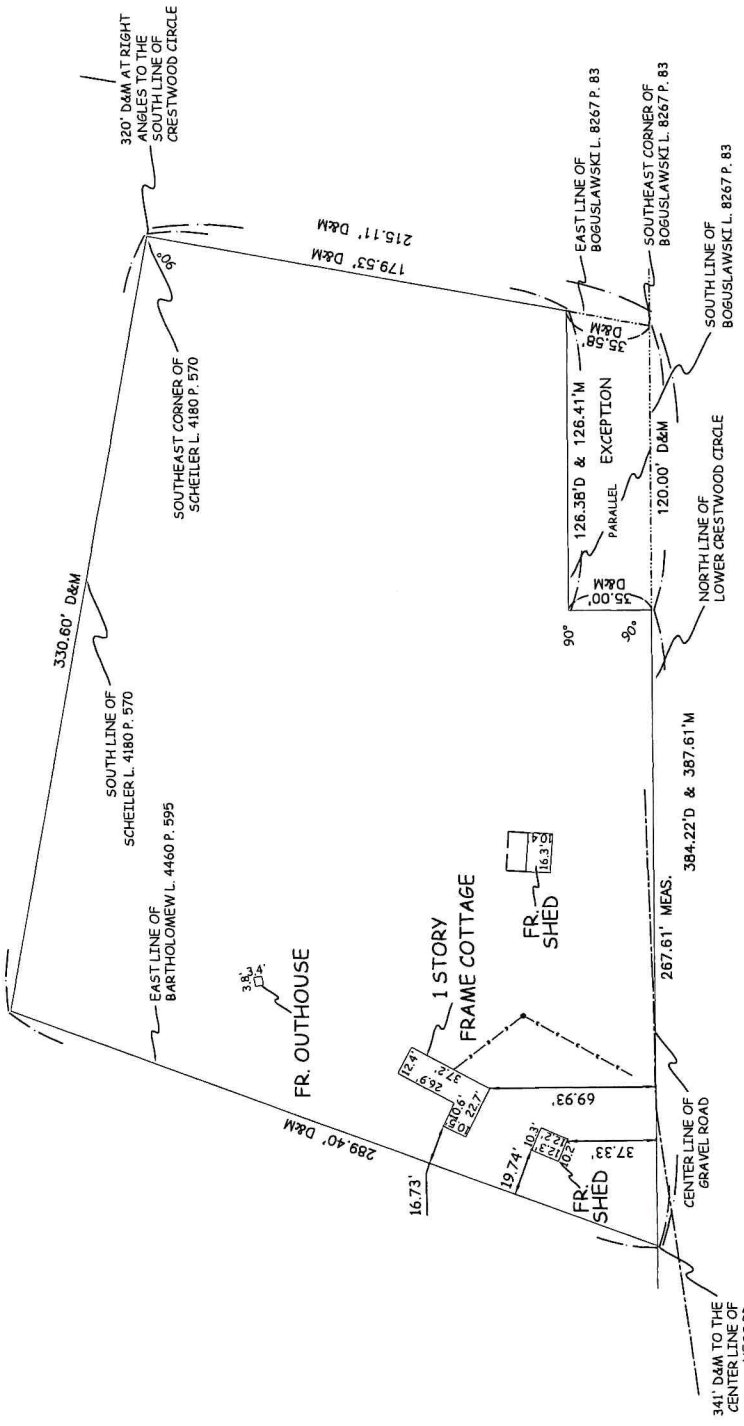 320' D&M AT RIGHT
ANGLES TO THE
SOUTH LINE OF
CRESTWOOD CIRCLE
90°
SOUTHEAST CORNER OF
SCHEILER L. 4180 P. 570
330.60' D&M
SOUTH LINE OF
SCHEILER L. 4180 P. 570
215.11' D&M
179.53' D&M
EAST LINE OF
BARTHOLOMEW L. 4460 P. 595
289.40' D&M
3.8'
3.4'
FR. OUTHOUSE
1 STORY
FRAME COTTAGE
12.4'
26.9'
37.2'
10.6'
10.5'
22.7'
16.73'
FR.
SHED
16.3'
10.4
EAST LINE OF
BOGUSLAWSKI L. 8267 P. 83
35.58'
D&M
126.38'D & 126.41'M
EXCEPTION
PARALLEL
35.00'
D&M
90°
90°
120.00' D&M
SOUTHEAST CORNER OF
BOGUSLAWSKI L. 8267 P. 83
SOUTH LINE OF
BOGUSLAWSKI L. 8267 P. 83
NORTH LINE OF
LOWER CRESTWOOD CIRCLE
384.22'D & 387.61'M
267.61' MEAS.
69.93'
37.33'
19.74'
10.3'
12.2'
12.3'
10.2'
FR.
SHED
CENTER LINE OF
GRAVEL ROAD
341' D&M TO THE
CENTER LINE OF